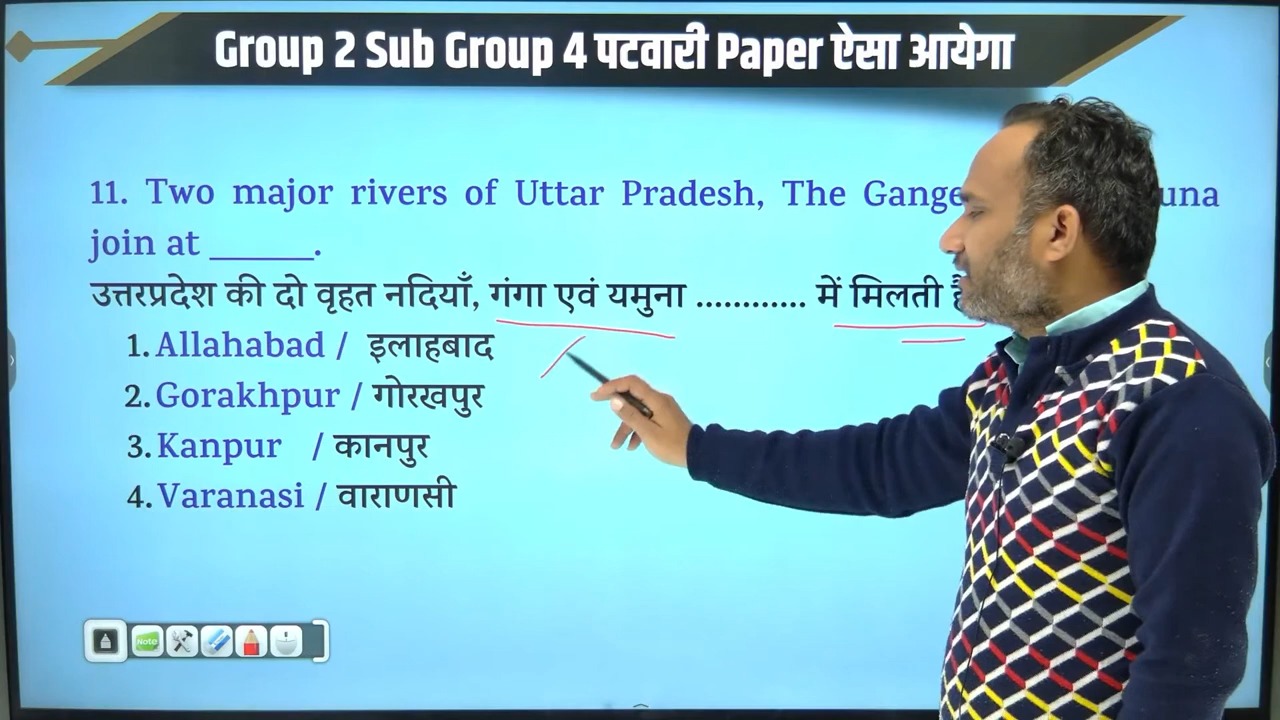 Group 2 Sub Group 4 पटवारी Paper ऐसा आयेगा
11. Two major rivers of Uttar Pradesh, The
join at ______.
उत्तरप्रदेश की दो वृहत नदियाँ, गंगा एवं यमुना ............ में मिलती
1. Allahabad / इलाहबाद
2. Gorakhpur / गोरखपुर
3. Kanpur / कानपुर
4. Varanasi / वाराणसी
Note